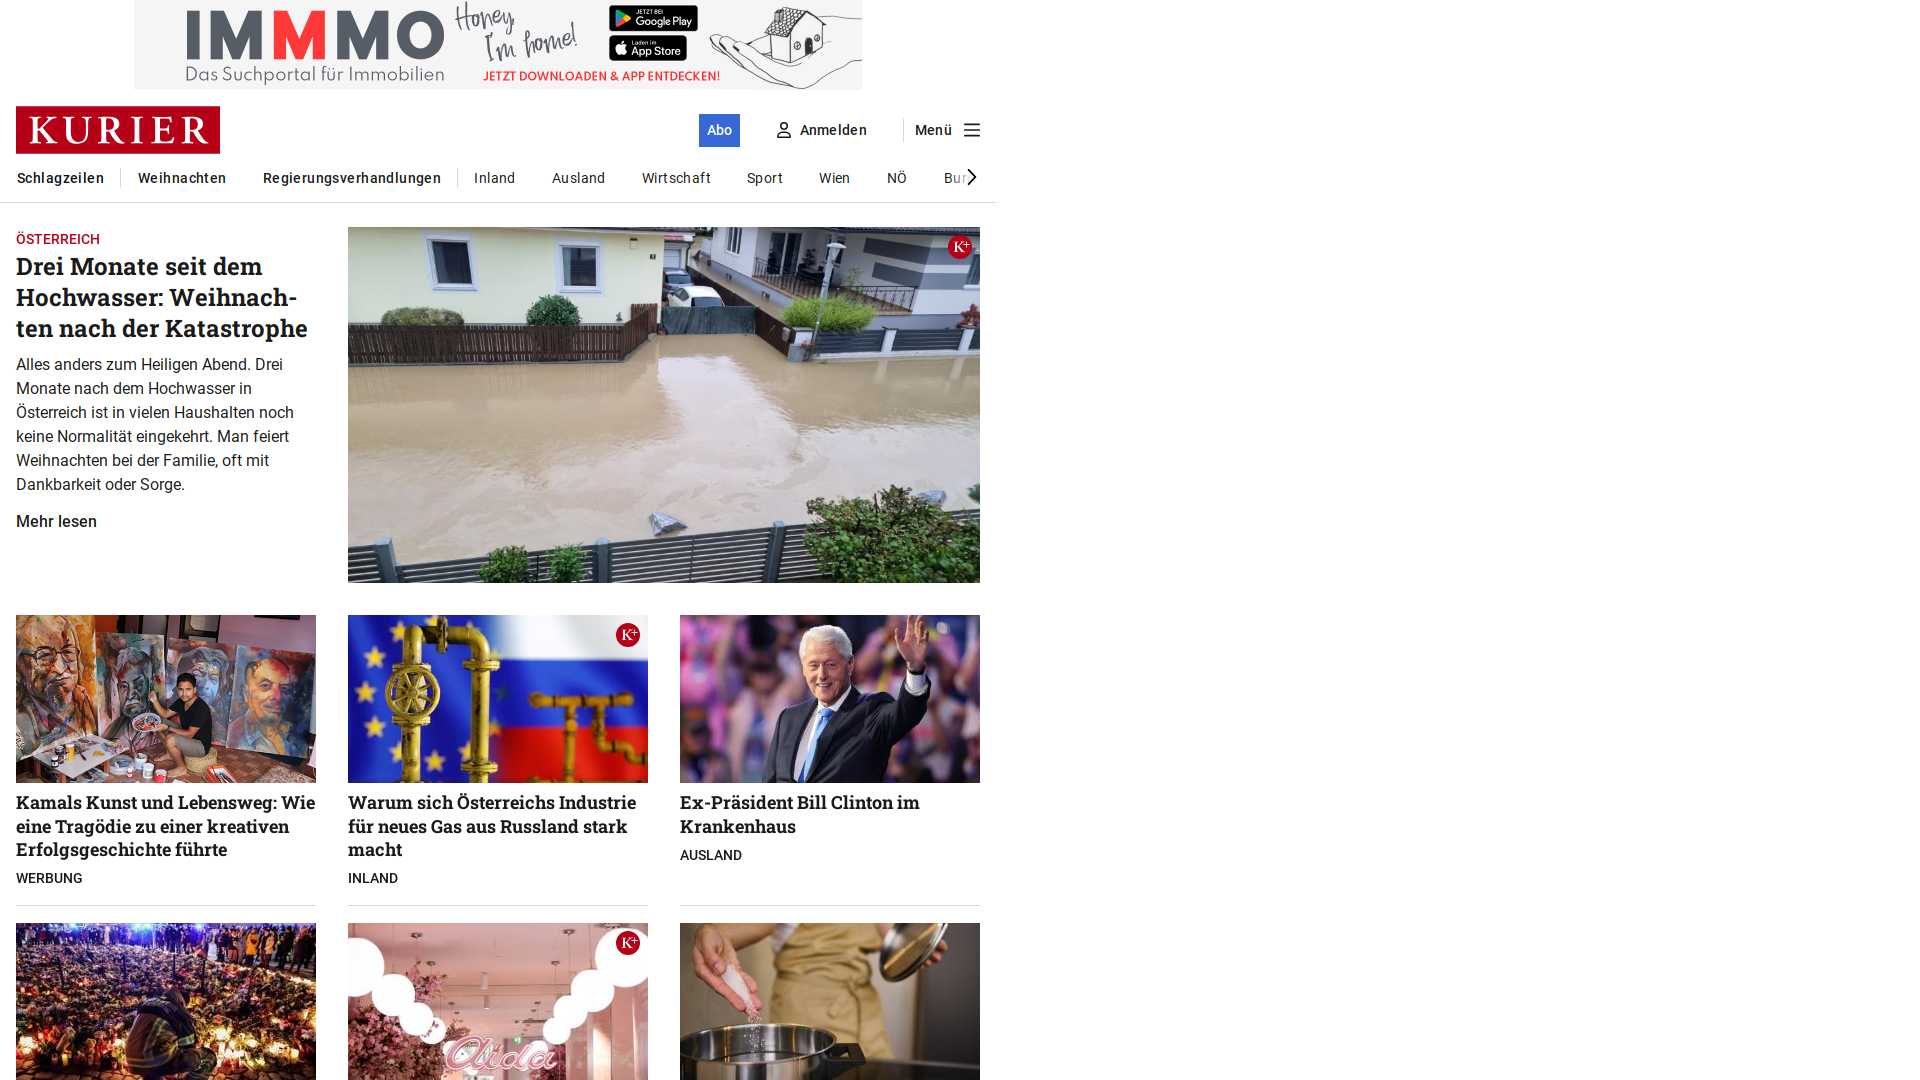 IMMMO
Das Suchportal für Immobilien
Honey,
I'm home!
JETZT BEI
Google Play
Laden im
App Store
JETZT DOWNLOADEN & APP ENTDECKEN!
KURIER
Abo
Anmelden
Menü
Schlagzeilen
Weihnachten
Regierungsverhandlungen
Inland
Ausland
Wirtschaft
Sport
Wien
NÖ
Bur
ÖSTERREICH
Drei Monate seit dem
Hochwasser: Weihnach-
ten nach der Katastrophe
Alles anders zum Heiligen Abend. Drei
Monate nach dem Hochwasser in
Österreich ist in vielen Haushalten noch
keine Normalität eingekehrt. Man feiert
Weihnachten bei der Familie, oft mit
Dankbarkeit oder Sorge.
Mehr lesen
K+
K+
Kamals Kunst und Lebensweg: Wie
eine Tragödie zu einer kreativen
Erfolgsgeschichte führte
WERBUNG
Warum sich Österreichs Industrie
für neues Gas aus Russland stark
macht
INLAND
Ex-Präsident Bill Clinton im
Krankenhaus
AUSLAND
K+
Aida